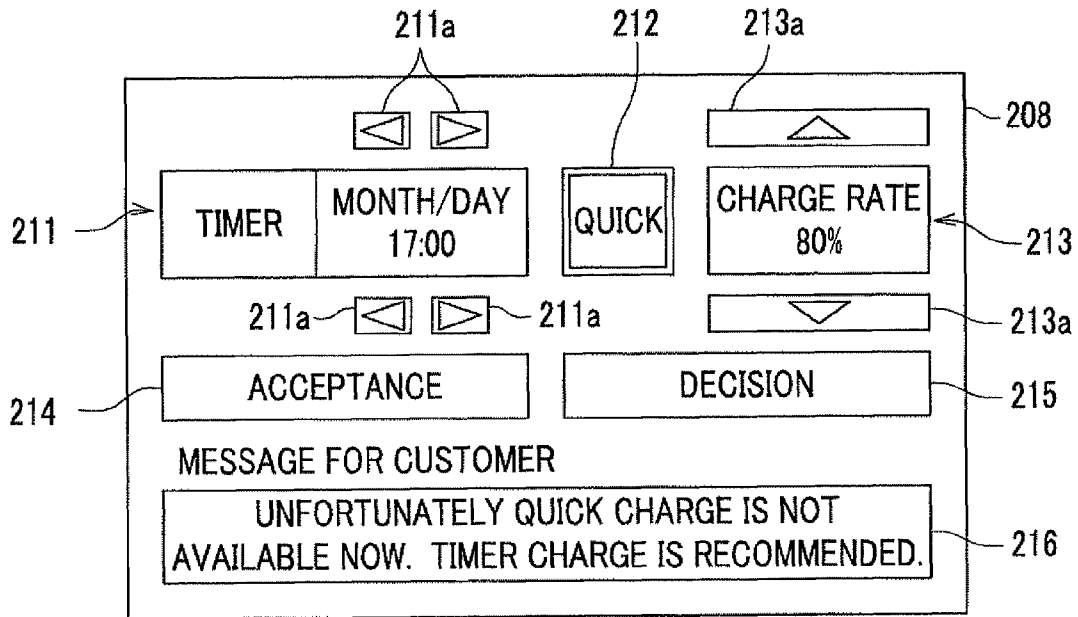 211a
212
213a
208
211
TIMER
MONTH/DAY
17:00
QUICK
CHARGE RATE
80%
213
211a
211a
213a
214
ACCEPTANCE
DECISION
215
MESSAGE FOR CUSTOMER
UNFORTUNATELY QUICK CHARGE IS NOT
AVAILABLE NOW. TIMER CHARGE IS RECOMMENDED.
216